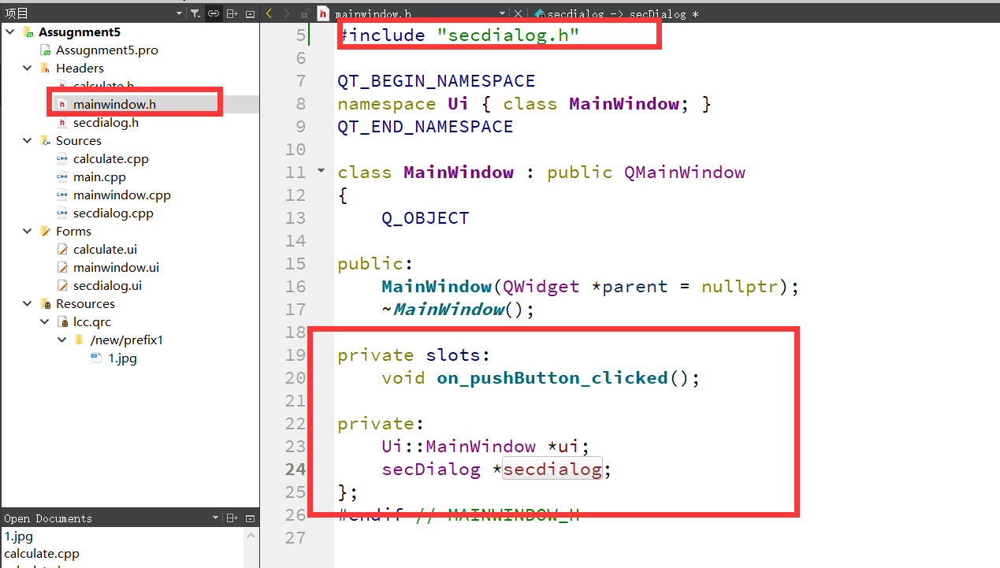 项目
mainwindow.h
secdialog -> secDialog *
Assugnment5
Assugnment5.pro
Headers
calculate.h
mainwindow.h
secdialog.h
Sources
calculate.cpp
main.cpp
mainwindow.cpp
secdialog.cpp
Forms
calculate.ui
mainwindow.ui
secdialog.ui
Resources
lcc.qrc
/new/prefix1
1.jpg
Open Documents
1.jpg
calculate.cpp
5 #include "secdialog.h"
6
7 QT_BEGIN_NAMESPACE
8 namespace Ui { class MainWindow; }
9 QT_END_NAMESPACE
10
11 class MainWindow : public QMainWindow
12 {
13 Q_OBJECT
14
15 public:
16 MainWindow(QWidget *parent = nullptr);
17 ~MainWindow();
18
19 private slots:
20 void on_pushButton_clicked();
21
22 private:
23 Ui::MainWindow *ui;
24 secDialog *secdialog;
25 };
26 #endif // MAINWINDOW_H
27